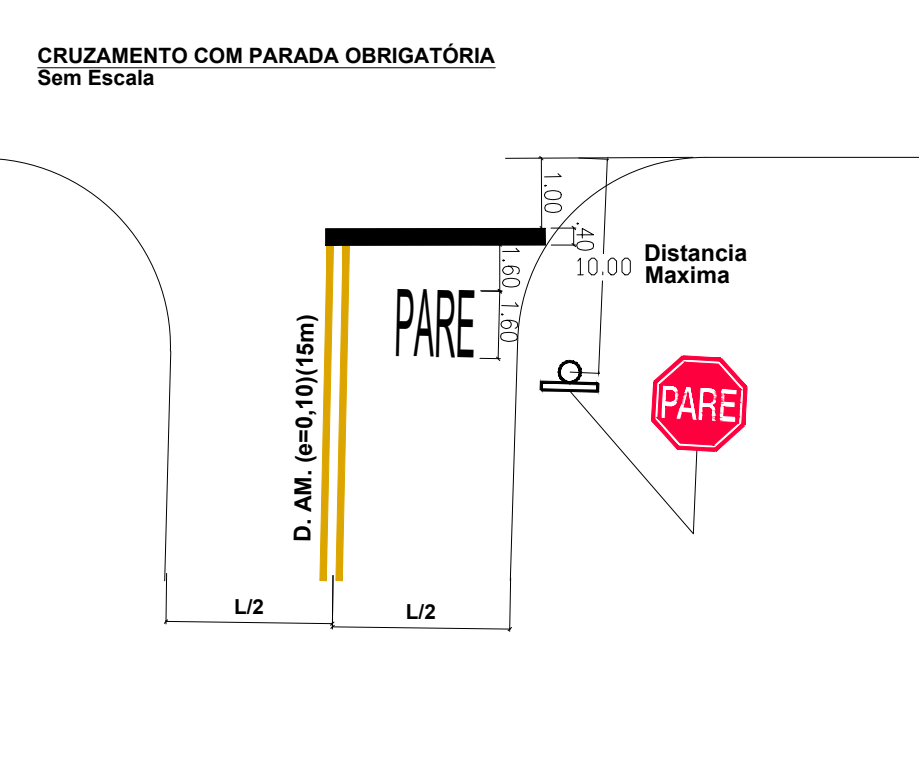 CRUZAMENTO COM PARADA OBRIGATÓRIA
Sem Escala
1.00
.40
10.00
Distancia
Maxima
1.60
1.60
PARE
PARE
D. AM. (e=0,10)(15m)
L/2
L/2